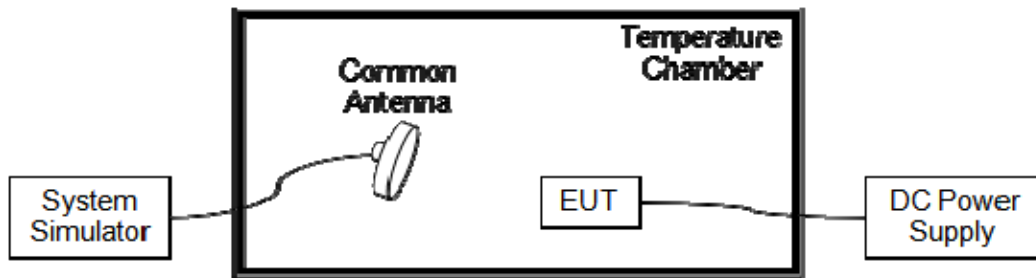 Temperature
Chamber
Common
Antenna
System
Simulator
EUT
DC Power
Supply